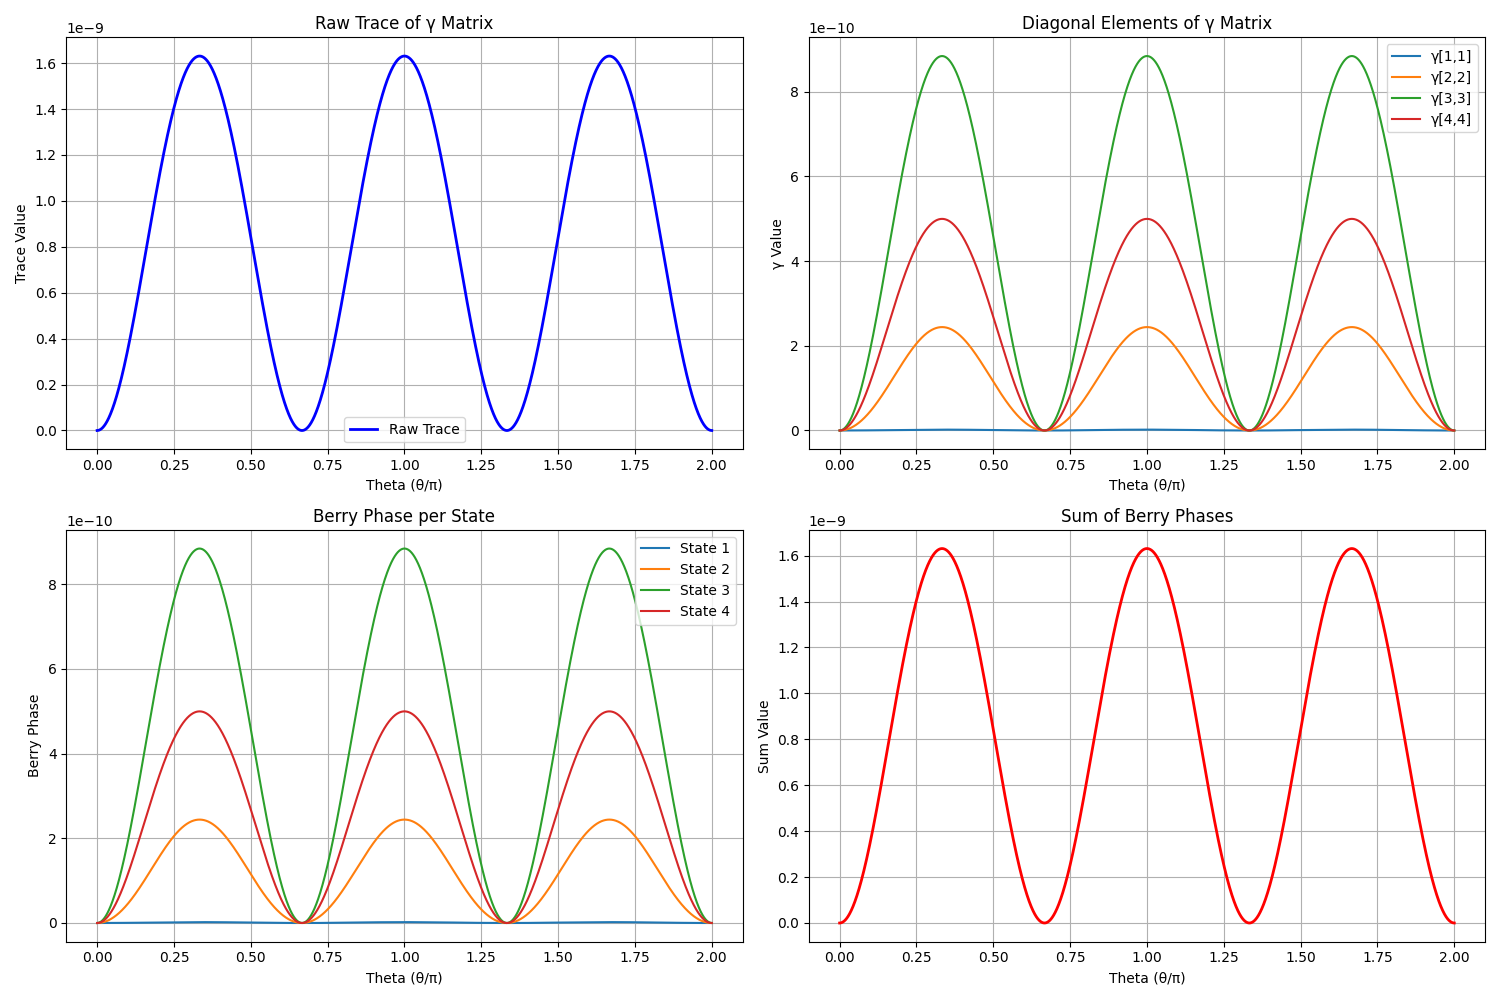 Raw Trace of γ Matrix
1e−9
Trace Value
1.6
1.4
1.2
1.0
0.8
0.6
0.4
0.2
0.0
Raw Trace
0.00 0.25 0.50 0.75 1.00 1.25 1.50 1.75 2.00
Theta (θ/π)
Diagonal Elements of γ Matrix
1e−10
γ Value
8
6
4
2
0
γ[1,1]
γ[2,2]
γ[3,3]
γ[4,4]
0.00 0.25 0.50 0.75 1.00 1.25 1.50 1.75 2.00
Theta (θ/π)
Berry Phase per State
1e−10
Berry Phase
8
6
4
2
0
State 1
State 2
State 3
State 4
0.00 0.25 0.50 0.75 1.00 1.25 1.50 1.75 2.00
Theta (θ/π)
Sum of Berry Phases
1e−9
Sum Value
1.6
1.4
1.2
1.0
0.8
0.6
0.4
0.2
0.0
0.00 0.25 0.50 0.75 1.00 1.25 1.50 1.75 2.00
Theta (θ/π)